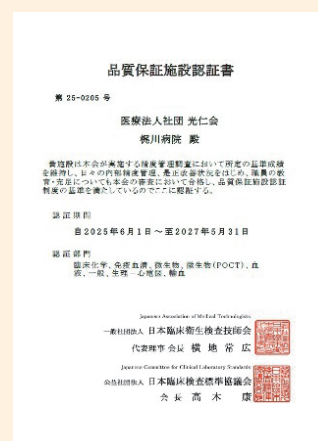 品質保証施設認証書
第 25-0205 号
医療法人社団 光仁会
梶川病院 殿
貴施設は本会が実施する精度管理調査において所定の基準成績
を維持し、日々の内部精度管理、是正改善状況をはじめ、職員の教
育・充足についても本会の審査において合格し、品質保証施設認証
制度の基準を満たしているのでここに認証する。
認証期間
自2025年6月1日～至2027年5月31日
認証部門
臨床化学、免疫血清、微生物、微生物(POCT)、血
液、一般、生理－心電図、輸血
Japanese Association of Medical Technologists
一般社団法人 日本臨床衛生検査技師会
代表理事 会長 横地常広
Japanese Committee for Clinical Laboratory Standards
公益社団法人 日本臨床検査標準協議会
会長 高木 康